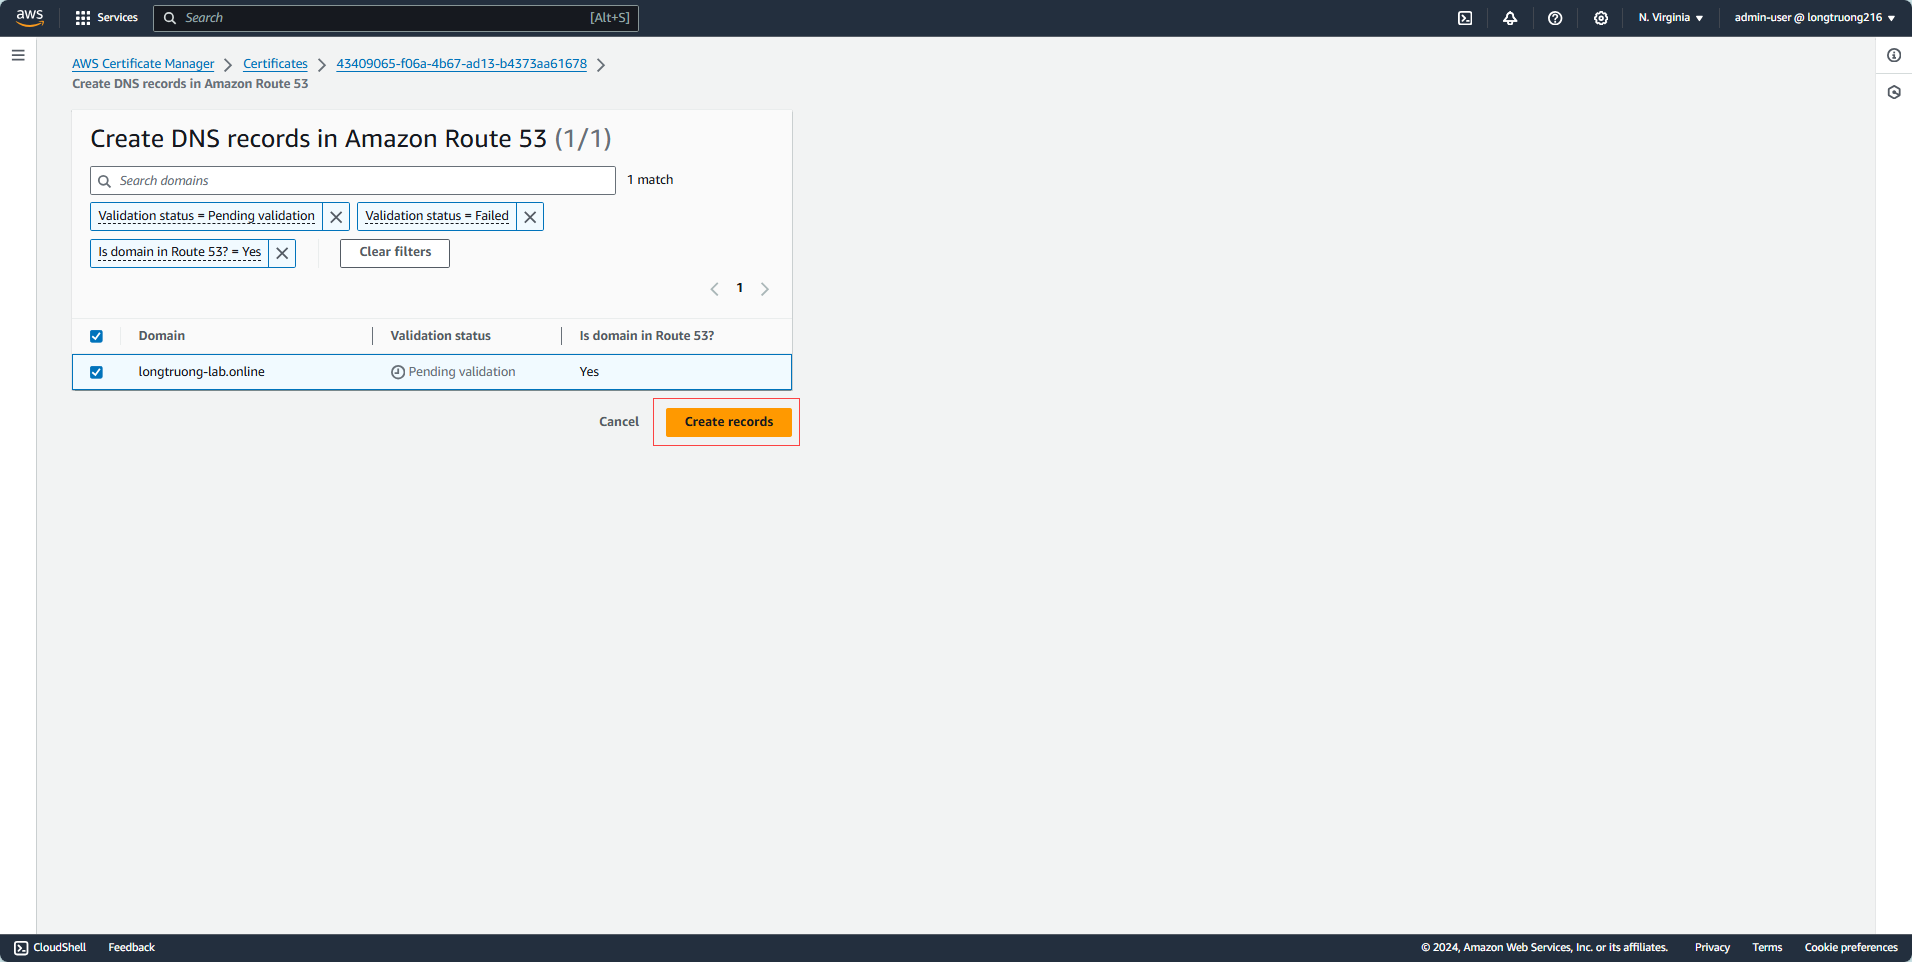 aws
Services
Search
[Alt+S]
N. Virginia
admin-user @ longtruong216
AWS Certificate Manager
Certificates
43409065-f06a-4b67-ad13-b4373aa61678
Create DNS records in Amazon Route 53
Create DNS records in Amazon Route 53 (1/1)
Search domains
1 match
Validation status = Pending validation
Validation status = Failed
Is domain in Route 53? = Yes
Clear filters
1
Domain
Validation status
Is domain in Route 53?
longtruong-lab.online
Pending validation
Yes
Cancel
Create records
CloudShell
Feedback
© 2024, Amazon Web Services, Inc. or its affiliates.
Privacy
Terms
Cookie preferences